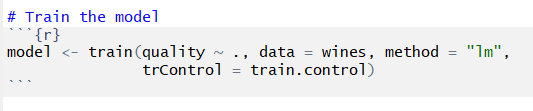 # Train the model
```{r}
model <- train(quality ~ ., data = wines, method = "lm",
               trControl = train.control)
```